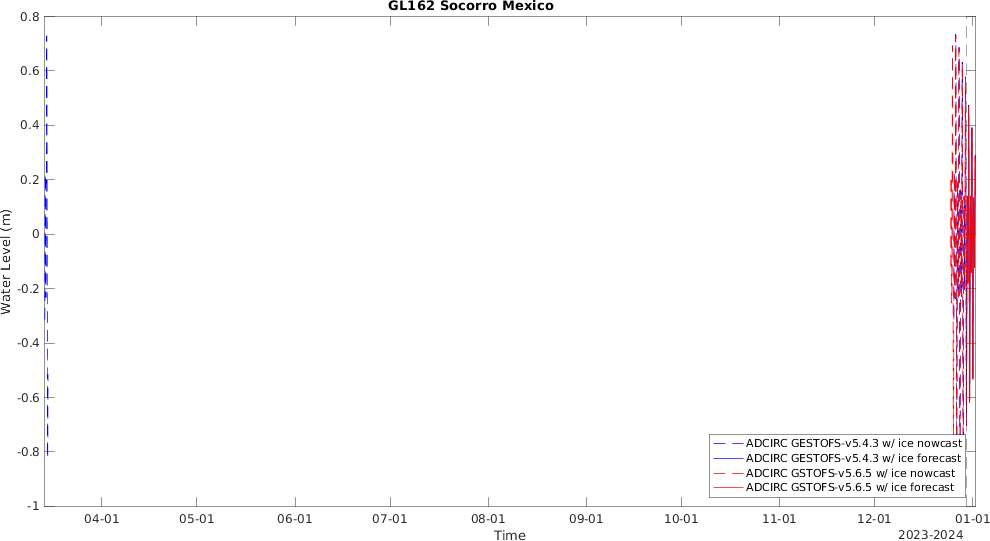 GL162 Socorro Mexico
0.8
0.6
0.4
0.2
0
-0.2
-0.4
-0.6
-0.8
-1
Water Level (m)
ADCIRC GESTOFS-v5.4.3 w/ ice nowcast
ADCIRC GESTOFS-v5.4.3 w/ ice forecast
ADCIRC GSTOFS-v5.6.5 w/ ice nowcast
ADCIRC GSTOFS-v5.6.5 w/ ice forecast
04-01 05-01 06-01 07-01 08-01 09-01 10-01 11-01 12-01 01-01
Time
2023-2024